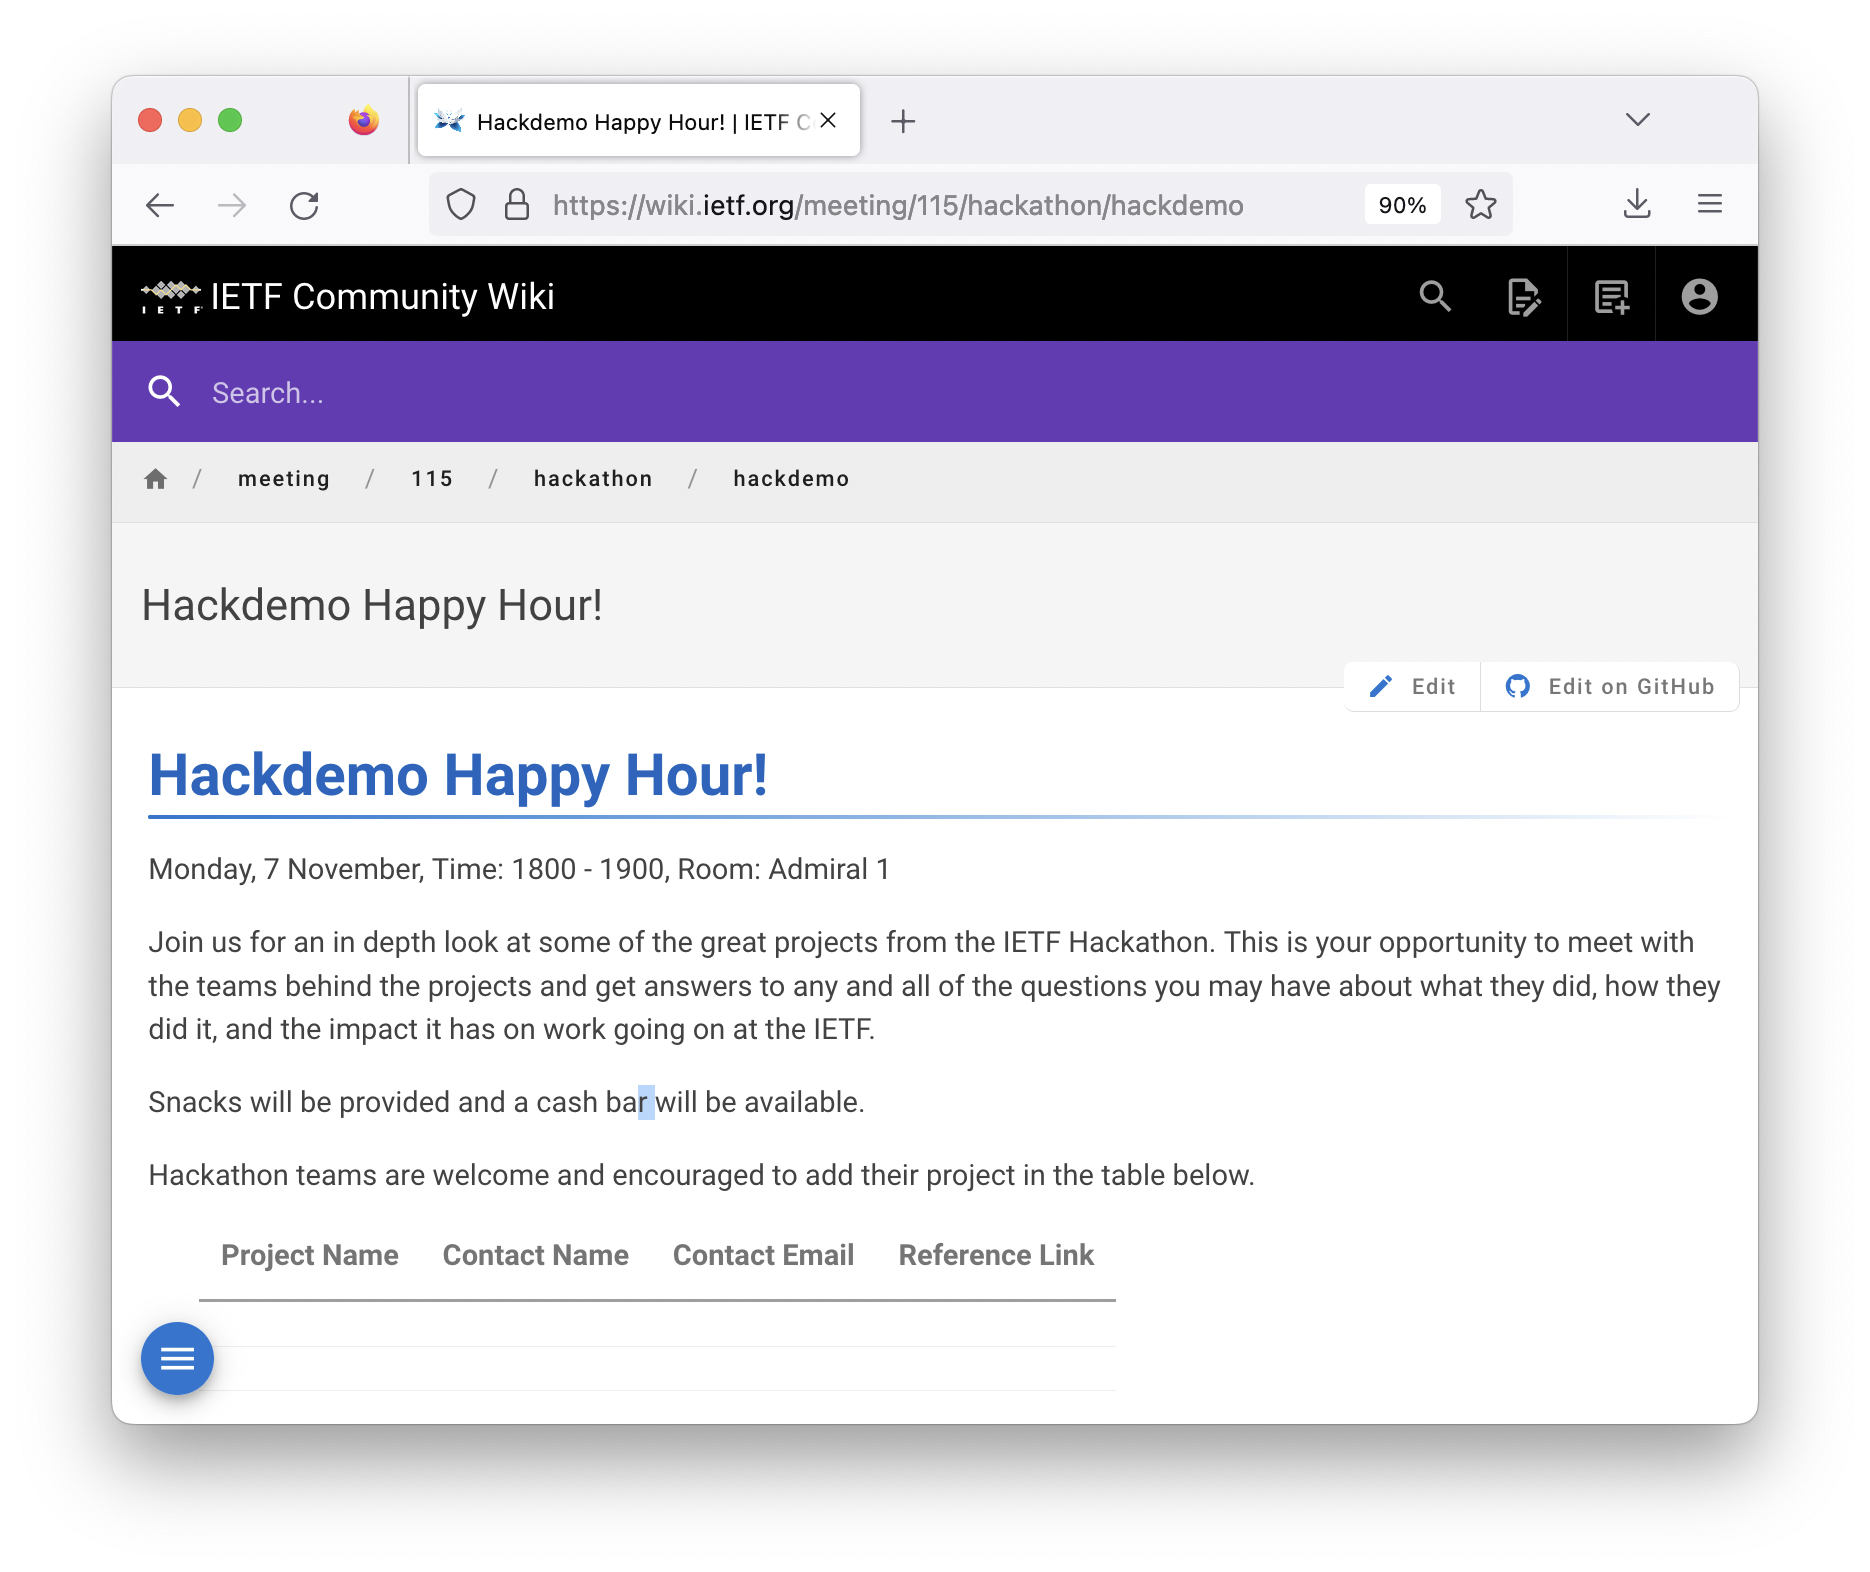 Hackdemo Happy Hour! | IETF C
https://wiki.ietf.org/meeting/115/hackathon/hackdemo
90%
IETF
IETF Community Wiki
Search...
/ meeting / 115 / hackathon / hackdemo
Hackdemo Happy Hour!
Edit
Edit on GitHub
Hackdemo Happy Hour!
Monday, 7 November, Time: 1800 - 1900, Room: Admiral 1
Join us for an in depth look at some of the great projects from the IETF Hackathon. This is your opportunity to meet with
the teams behind the projects and get answers to any and all of the questions you may have about what they did, how they
did it, and the impact it has on work going on at the IETF.
Snacks will be provided and a cash bar will be available.
Hackathon teams are welcome and encouraged to add their project in the table below.
Project Name Contact Name Contact Email Reference Link